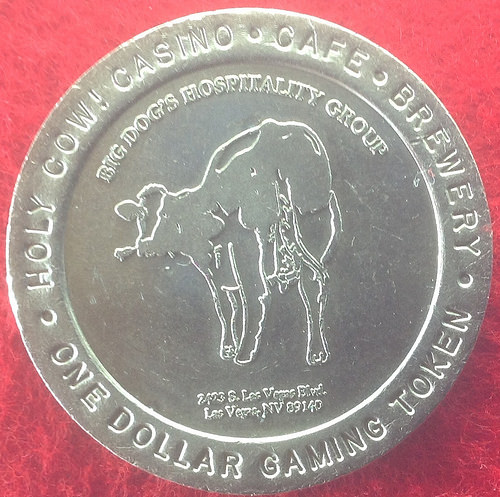 HOLY COW! CASINO • CAFE • BREWERY •
ONE DOLLAR GAMING TOKEN •
BIG DOG'S HOSPITALITY GROUP
2423 S. Las Vegas Blvd.
Las Vegas, NV 89140